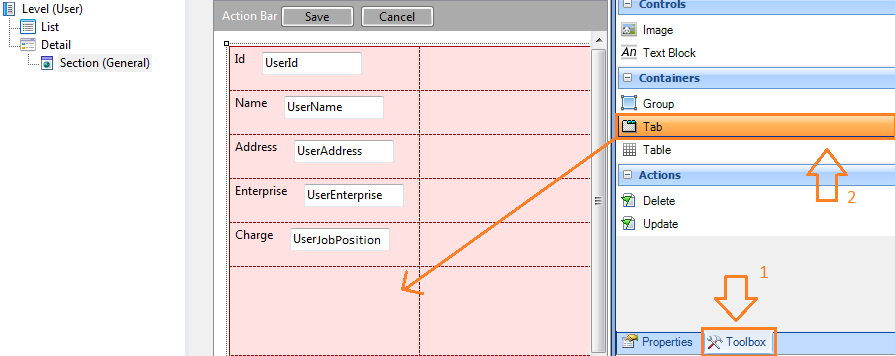 Level (User)
List
Detail
Section (General)
Action Bar Save Cancel
Id UserId
Name UserName
Address UserAddress
Enterprise UserEnterprise
Charge UserJobPosition
Controls
Image
An Text Block
Containers
Group
Tab
Table
2
Actions
Delete
Update
1
Properties Toolbox